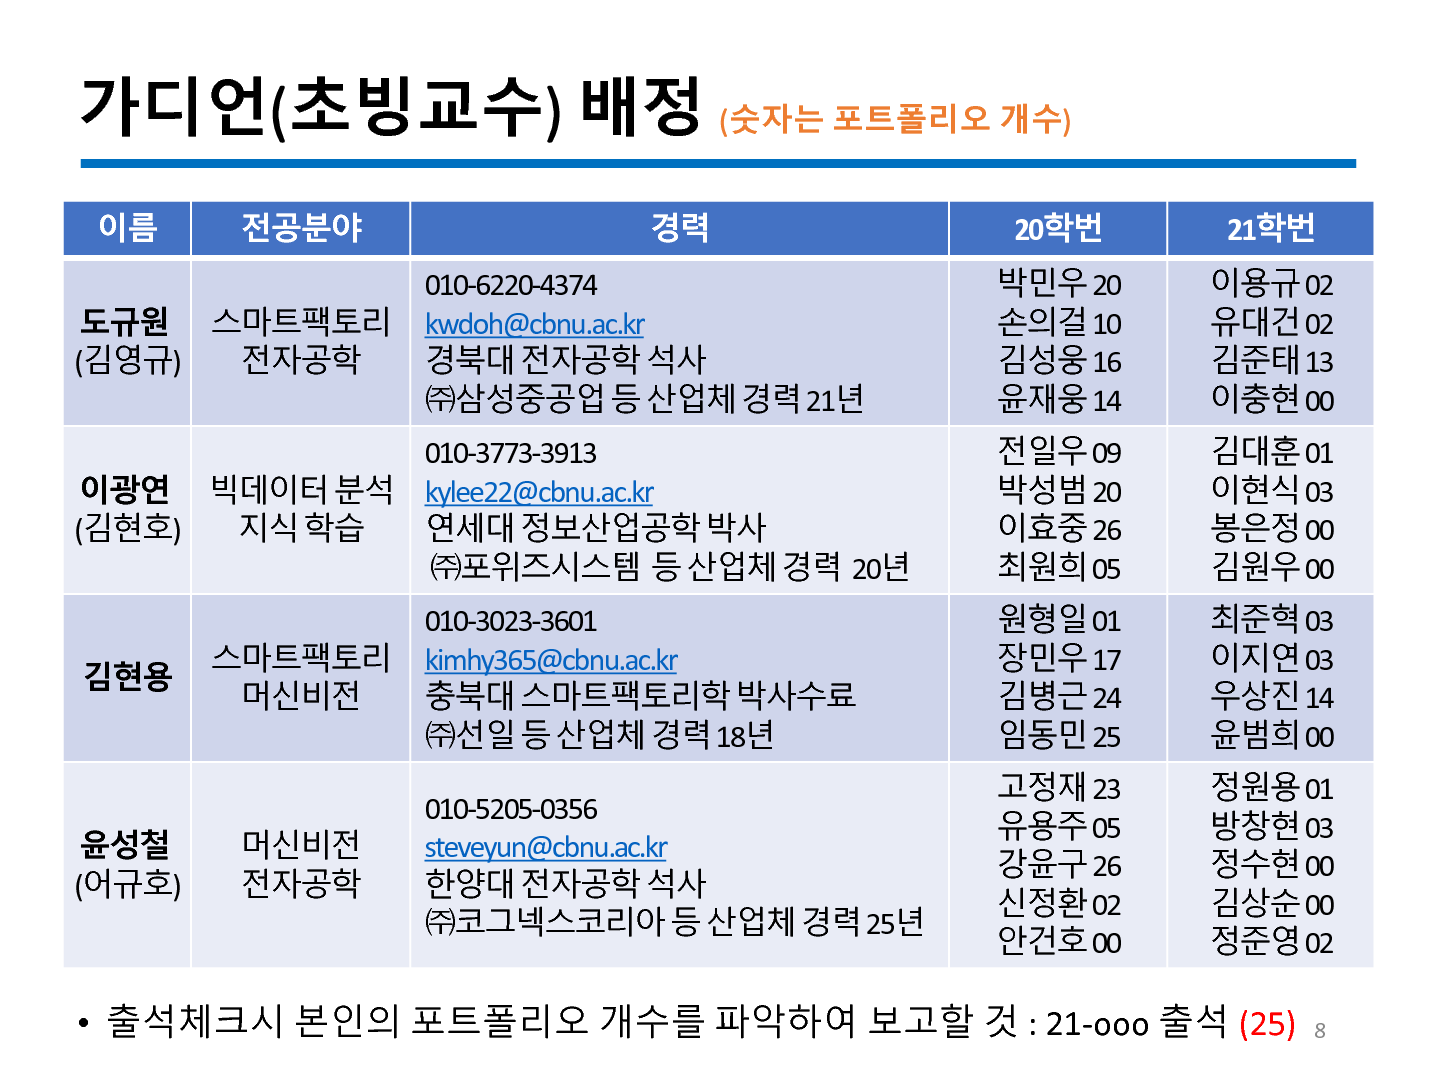 가디언(초빙교수) 배정 (숫자는 포트폴리오 개수)
이름 전공분야 경력 20학번 21학번
도규원
(김영규)
스마트팩토리
전자공학
010-6220-4374
kwdoh@cbnu.ac.kr
경북대 전자공학 석사
㈜삼성중공업 등 산업체 경력 21년
박민우 20
손의걸 10
김성웅 16
윤재웅 14
이용규 02
유대건 02
김준태 13
이충현 00
이광연
(김현호)
빅데이터 분석
지식 학습
010-3773-3913
kylee22@cbnu.ac.kr
연세대 정보산업공학 박사
㈜포위즈시스템 등 산업체 경력 20년
전일우 09
박성범 20
이효중 26
최원희 05
김대훈 01
이현식 03
봉은정 00
김원우 00
김현용
스마트팩토리
머신비전
010-3023-3601
kimhy365@cbnu.ac.kr
충북대 스마트팩토리학 박사수료
㈜선일 등 산업체 경력 18년
원형일 01
장민우 17
김병근 24
임동민 25
최준혁 03
이지연 03
우상진 14
윤범희 00
윤성철
(어규호)
머신비전
전자공학
010-5205-0356
steveyun@cbnu.ac.kr
한양대 전자공학 석사
㈜코그넥스코리아 등 산업체 경력 25년
고정재 23
유용주 05
강윤구 26
신정환 02
안건호 00
정원용 01
방창현 03
정수현 00
김상순 00
정준영 02
• 출석체크시 본인의 포트폴리오 개수를 파악하여 보고할 것 : 21-ooo 출석 (25) 8